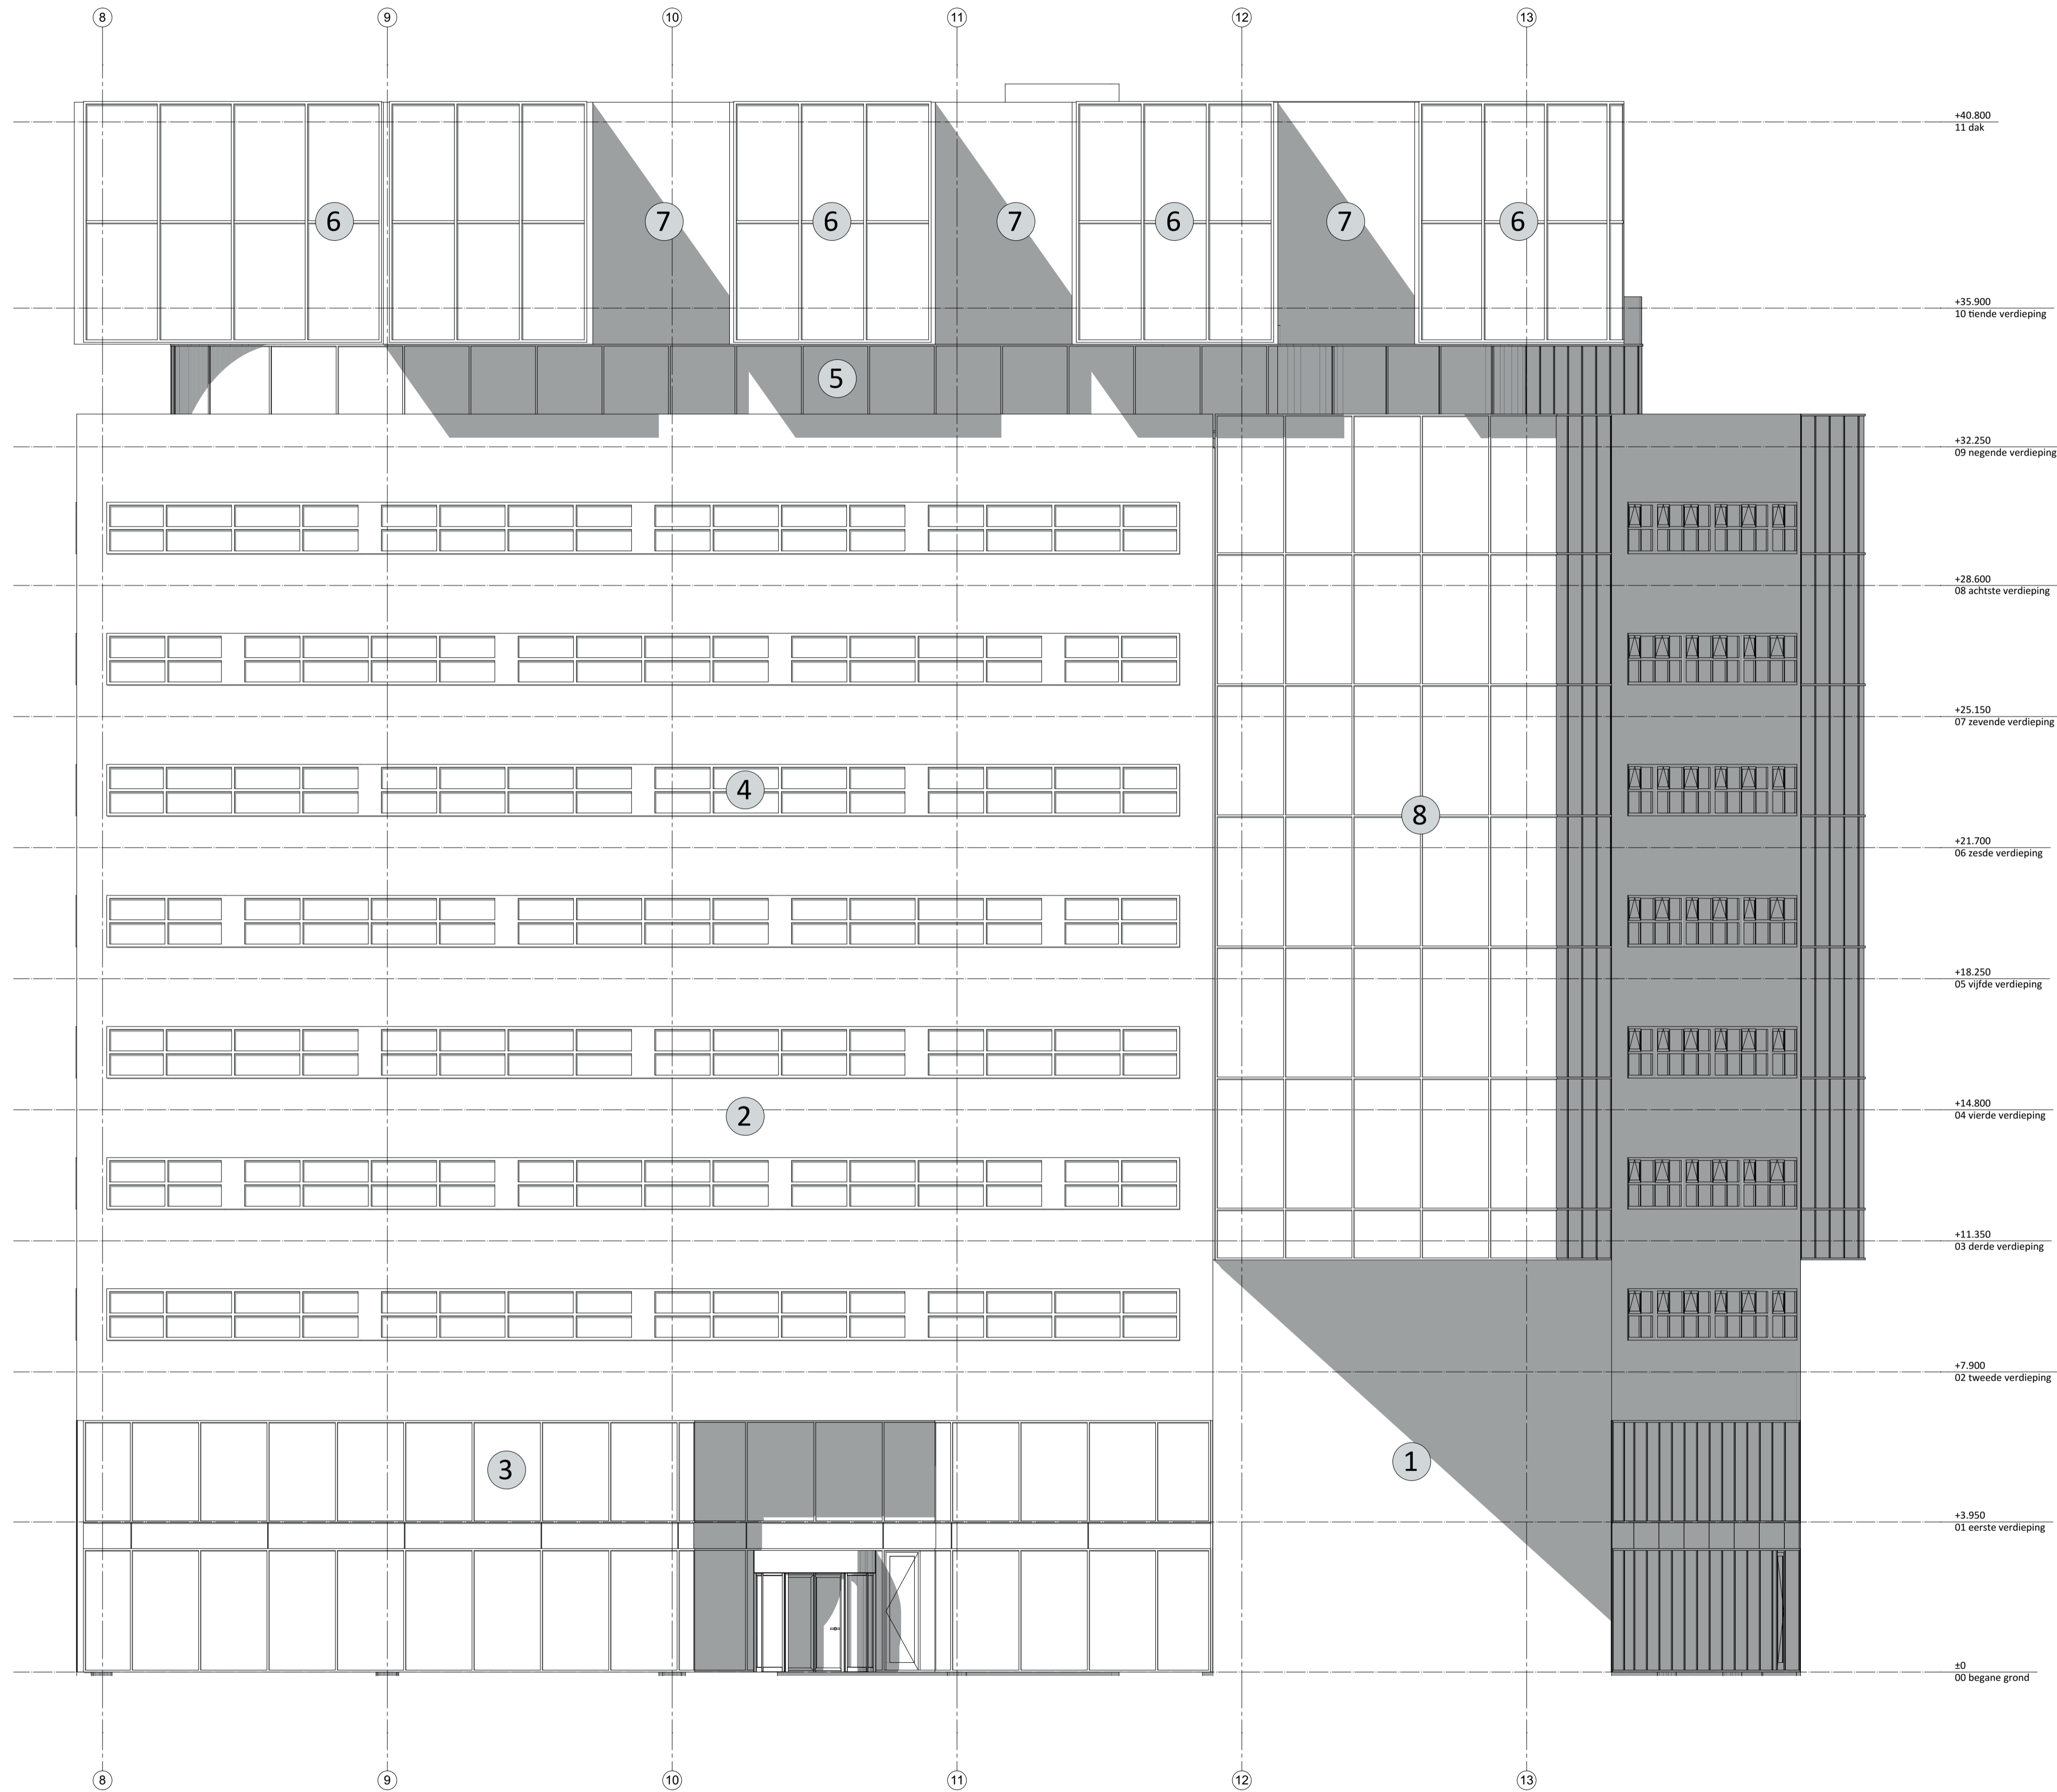 8 9 10 11 12 13
+40.800
11 dak
6 7 6 7 6 7 6
+35.900
10 tiende verdieping
5
+32.250
09 negende verdieping
+28.600
08 achtste verdieping
+25.150
07 zevende verdieping
4
8
+21.700
06 zesde verdieping
+18.250
05 vijfde verdieping
+14.800
04 vierde verdieping
2
+11.350
03 derde verdieping
+7.900
02 tweede verdieping
1
3
+3.950
01 eerste verdieping
±0
00 begane grond
8 9 10 11 12 13